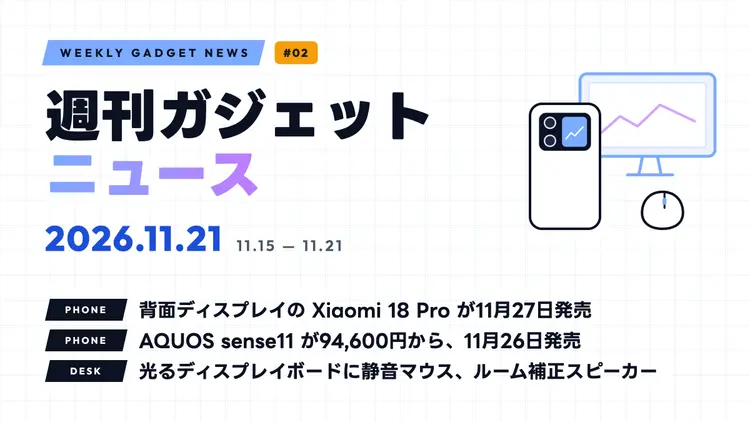 WEEKLY GADGET NEWS #02
週刊ガジェット
ニュース
2026.11.21 11.15 — 11.21
PHONE 背面ディスプレイの Xiaomi 18 Pro が11月27日発売
PHONE AQUOS sense11 が94,600円から、11月26日発売
DESK 光るディスプレイボードに静音マウス、ルーム補正スピーカー